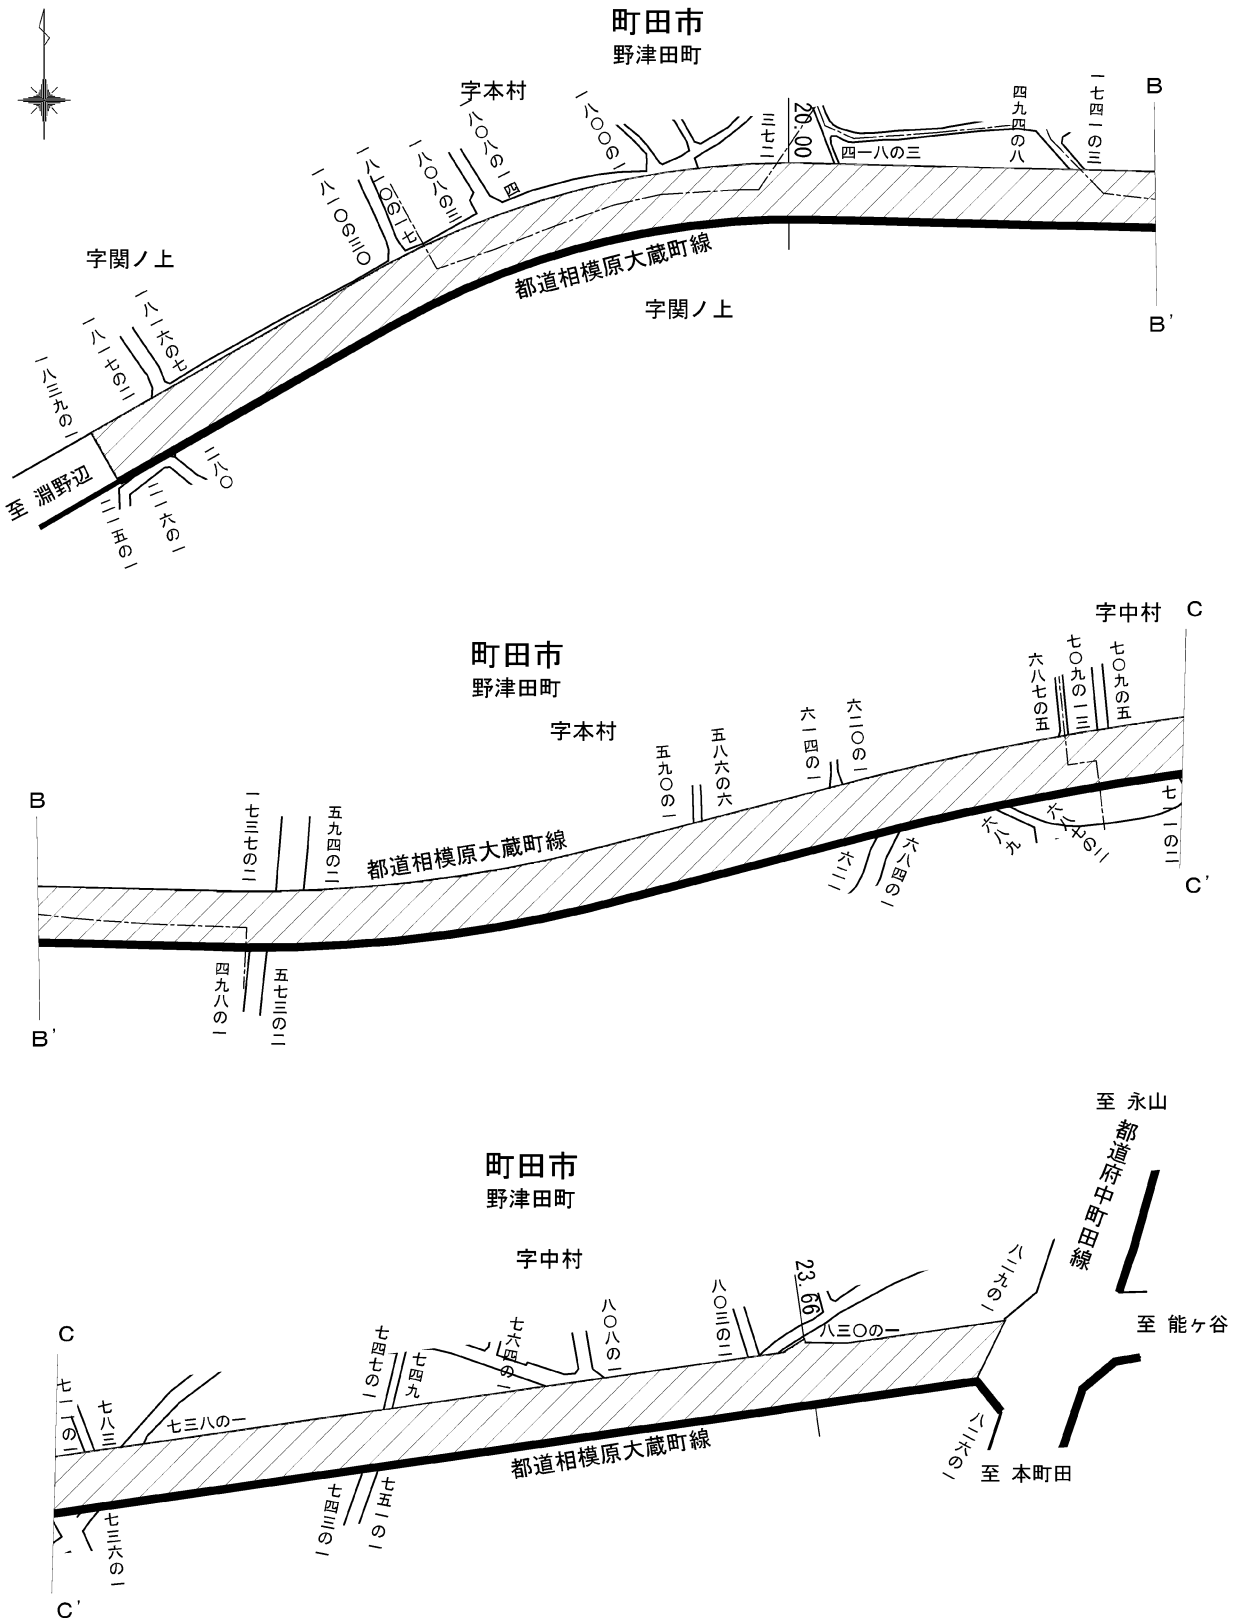 町田市
野津田町
字本村
一八〇八の一四
一八〇〇の一
三七二
20.00
四一八の三
四九四の八
一七四一の三
B
一八一〇の三〇
一八一〇の一七
一八〇八の三
字関ノ上
都道相模原大蔵町線
字関ノ上
B'
一八三九の一
一八一七の二
一八一六の七
至 淵野辺
二一五の一
二一六の一
二八〇
字中村
C
町田市
野津田町
字本村
六八七の五
七〇九の一三
七〇九の五
五九〇の一
五八六の六
六一四の一
六二〇の一
B
一七三七の二
五九四の二
都道相模原大蔵町線
六八九
六八七の二
七一一の二
C'
六二一
六八四の一
四九八の一
五七三の二
B'
至 永山
都道府中町田線
町田市
野津田町
字中村
23.66
八二九の一
至 能ヶ谷
C
七一一の二
七八三
七三八の一
七四七の一
七四九
七六四の一
八〇八の一
八〇三の二
八三〇の一
都道相模原大蔵町線
八二六の一
至 本町田
七三六の一
七四三の一
七五一の一
C'